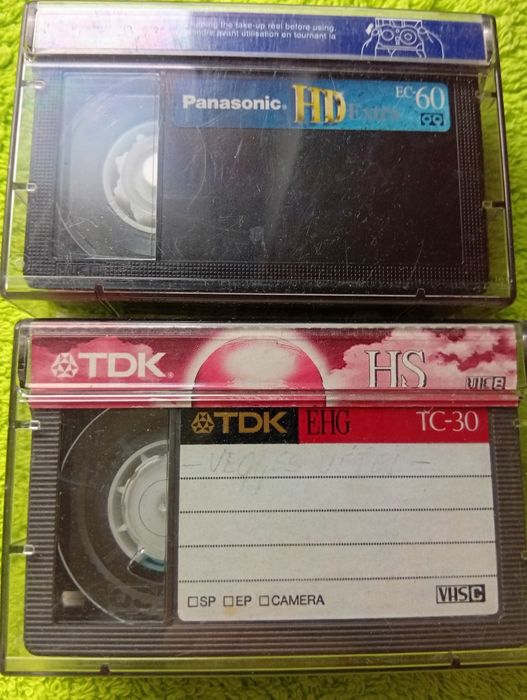 the take-up reel before using.
avant utilisation en tournant la
Panasonic HD Extra EC-60
TDK HS
TDK EHG TC-30
SP EP CAMERA VHS C